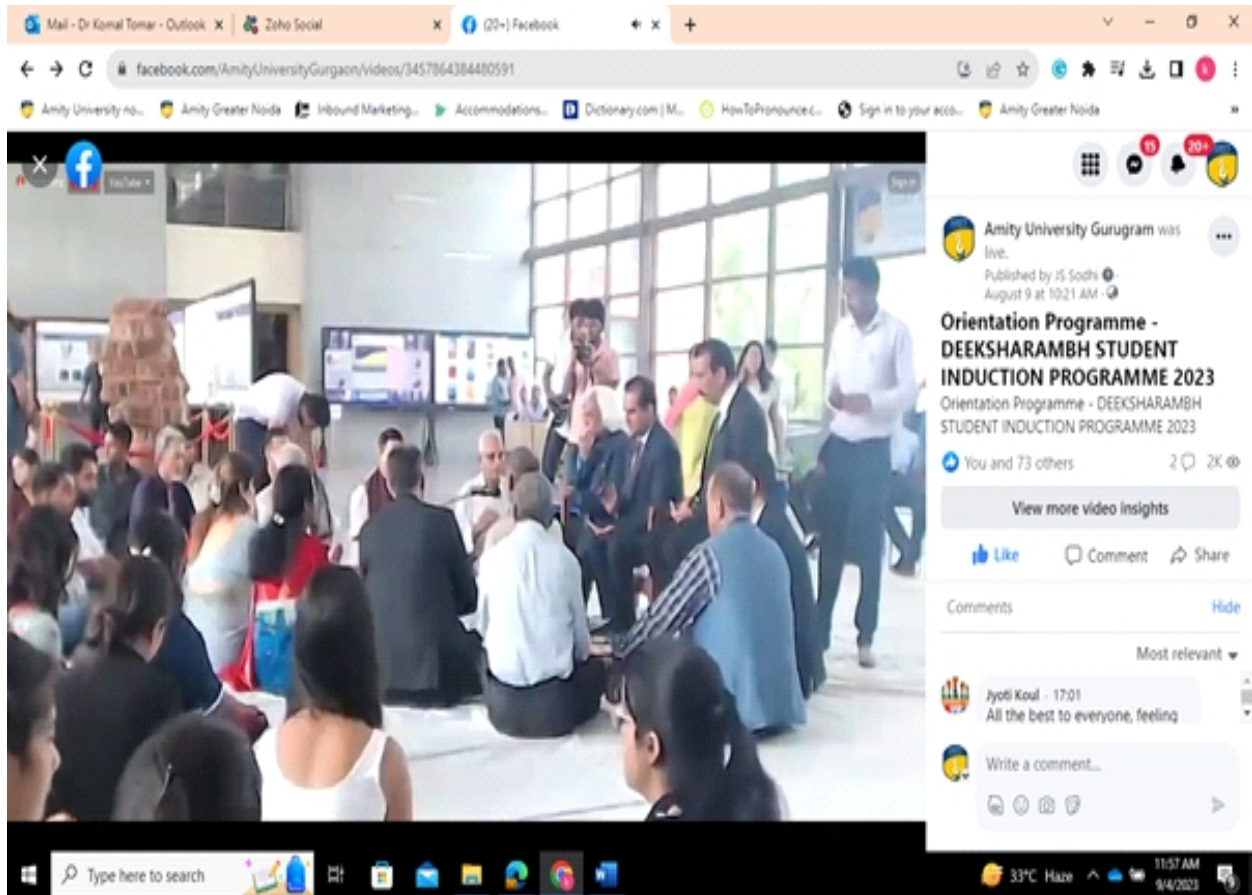 Mail - Dr Komal Tomar - Outlook
Zoho Social
(20+) Facebook
facebook.com/AmityUniversityGurgaon/videos/3457864384480591
Amity University no...
Amity Greater Noida
Inbound Marketing...
Accommodations...
Dictionary.com | M...
HowToPronounce.c...
Sign in to your acco...
Amity Greater Noida
YouTube
Sign in
15
20+
Amity University Gurugram was
live.
Published by JS Sodhi
August 9 at 10:21 AM
Orientation Programme -
DEEKSHARAMBH STUDENT
INDUCTION PROGRAMME 2023
Orientation Programme - DEEKSHARAMBH
STUDENT INDUCTION PROGRAMME 2023
You and 73 others 2 2K
View more video insights
Like Comment Share
Comments Hide
Most relevant
Jyoti Koul · 17:01
All the best to everyone, feeling
Write a comment...
Type here to search
33°C Haze
11:57 AM
9/4/2023